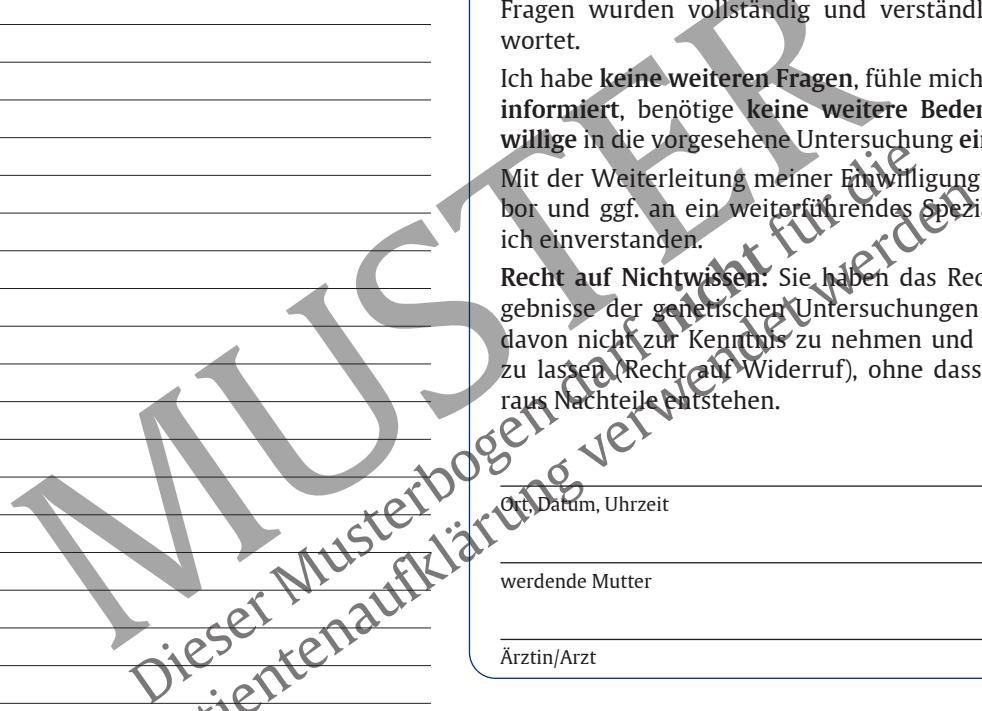 Fragen wurden vollständig und verständl
wortet.
Ich habe keine weiteren Fragen, fühle mich
informiert, benötige keine weitere Beden
willige in die vorgesehene Untersuchung ein
Mit der Weiterleitung meiner Einwilligung
bor und ggf. an ein weiterführendes Spezia
ich einverstanden.
Recht auf Nichtwissen: Sie haben das Rec
gebnisse der genetischen Untersuchungen
davon nicht zur Kenntnis zu nehmen und
zu lassen (Recht auf Widerruf), ohne dass
raus Nachteile entstehen.
Ort, Datum, Uhrzeit
werdende Mutter
Ärztin/Arzt
MUSTER
Dieser Musterbogen darf nicht für die
tientenaufklärung verwendet werden